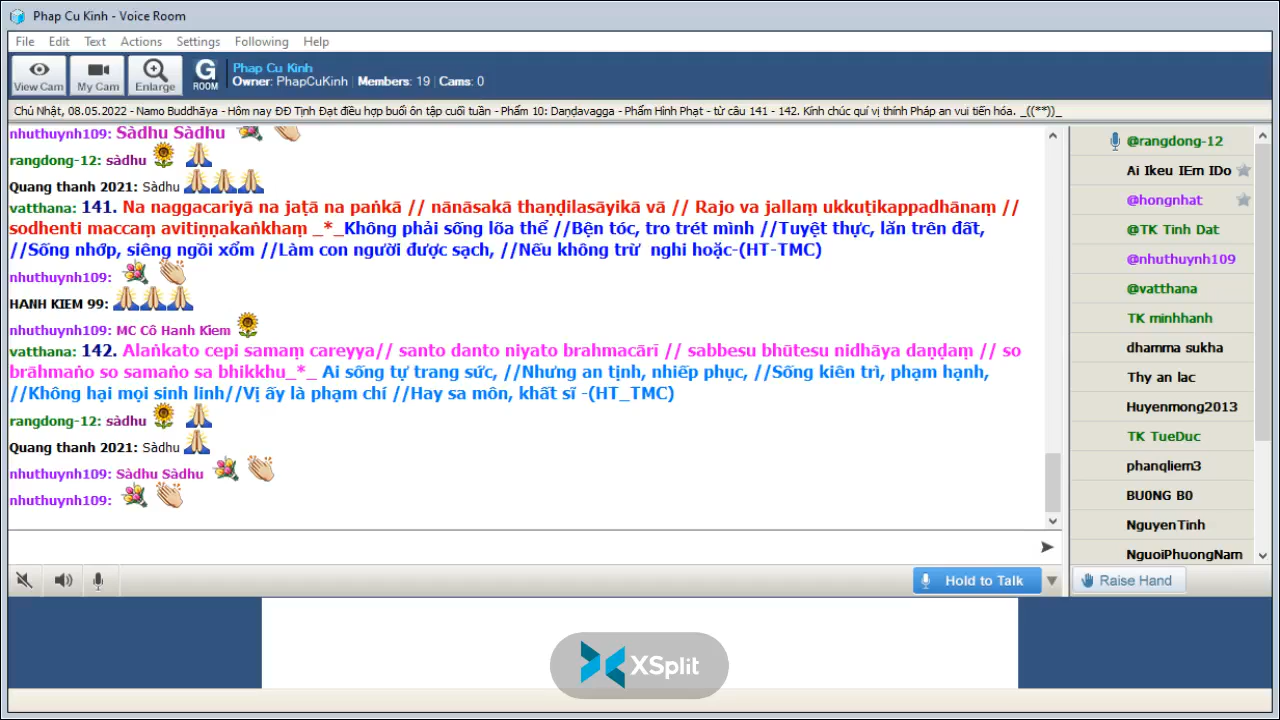 Phap Cu Kinh - Voice Room
File Edit Text Actions Settings Following Help
View Cam My Cam Enlarge G ROOM
Phap Cu Kinh
Owner: PhapCuKinh | Members: 19 | Cams: 0
Chủ Nhật, 08.05.2022 - Namo Buddhāya - Hôm nay ĐĐ Tịnh Đạt điều hợp buổi ôn tập cuối tuần - Phẩm 10: Daṇḍavagga - Phẩm Hình Phạt - từ câu 141 - 142. Kính chúc quí vị thính Pháp an vui tiến hóa. _((**))_
nhuthuynh109: Sàdhu Sàdhu
rangdong-12: sàdhu
Quang thanh 2021: Sàdhu
vatthana: 141. Na naggacariyā na jaṭā na paṅkā // nānāsakā thaṇḍilasāyikā vā // Rajo va jallaṃ ukkuṭikappadhānaṃ //
sodhenti maccaṃ avitiṇṇakaṅkhaṃ _*_Không phải sống lõa thể //Bện tóc, tro trét mình //Tuyệt thực, lăn trên đất,
//Sống nhớp, siêng ngồi xổm //Làm con người được sạch, //Nếu không trừ nghi hoặc-(HT-TMC)
nhuthuynh109:
HANH KIEM 99:
nhuthuynh109: MC Cô Hanh Kiem
vatthana: 142. Alaṅkato cepi samaṃ careyya// santo danto niyato brahmacārī // sabbesu bhūtesu nidhāya daṇḍaṃ // so
brāhmaṅo so samaṅo sa bhikkhu_*_ Ai sống tự trang sức, //Nhưng an tịnh, nhiếp phục, //Sống kiên trì, phạm hạnh,
//Không hại mọi sinh linh//Vị ấy là phạm chí //Hay sa môn, khất sĩ -(HT_TMC)
rangdong-12: sàdhu
Quang thanh 2021: Sàdhu
nhuthuynh109: Sàdhu Sàdhu
nhuthuynh109:
@rangdong-12
Ai Ikeu IEm IDo
@hongnhat
@TK Tinh Dat
@nhuthuynh109
@vatthana
TK minhhanh
dhamma sukha
Thy an lac
Huyenmong2013
TK TueDuc
phanqliem3
BU0NG B0
NguyenTinh
NguoiPhuongNam
Hold to Talk
Raise Hand
XSplit